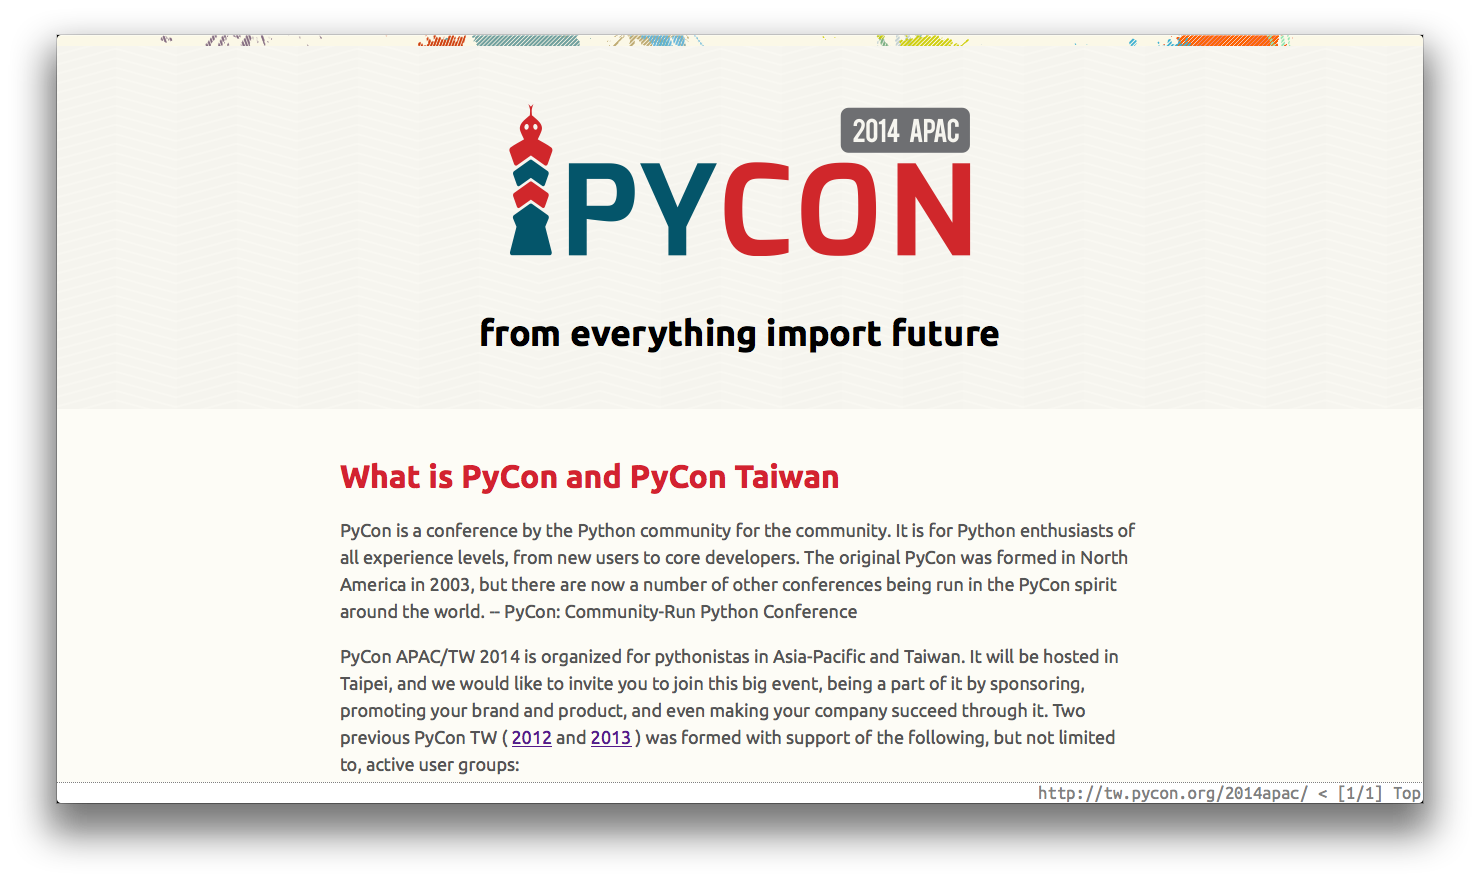 2014 APAC
PYCON
from everything import future
What is PyCon and PyCon Taiwan
PyCon is a conference by the Python community for the community. It is for Python enthusiasts of
all experience levels, from new users to core developers. The original PyCon was formed in North
America in 2003, but there are now a number of other conferences being run in the PyCon spirit
around the world. -- PyCon: Community-Run Python Conference
PyCon APAC/TW 2014 is organized for pythonistas in Asia-Pacific and Taiwan. It will be hosted in
Taipei, and we would like to invite you to join this big event, being a part of it by sponsoring,
promoting your brand and product, and even making your company succeed through it. Two
previous PyCon TW ( 2012 and 2013 ) was formed with support of the following, but not limited
to, active user groups:
http://tw.pycon.org/2014apac/ < [1/1] Top